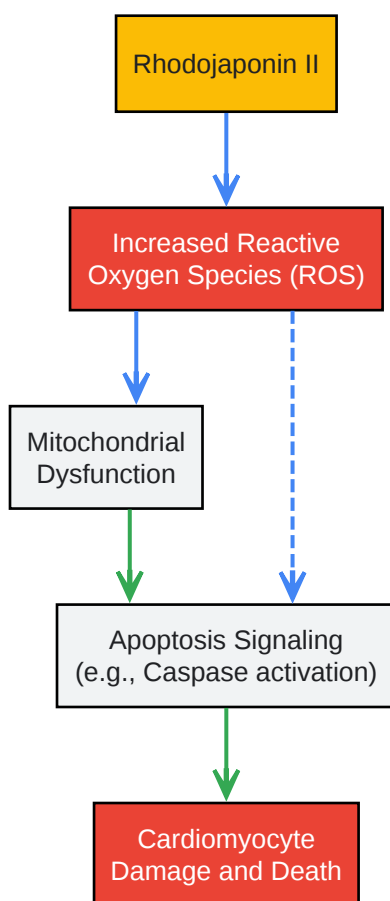 Rhodojaponin II
Increased Reactive
Oxygen Species (ROS)
Mitochondrial
Dysfunction
Apoptosis Signaling
(e.g., Caspase activation)
Cardiomyocyte
Damage and Death